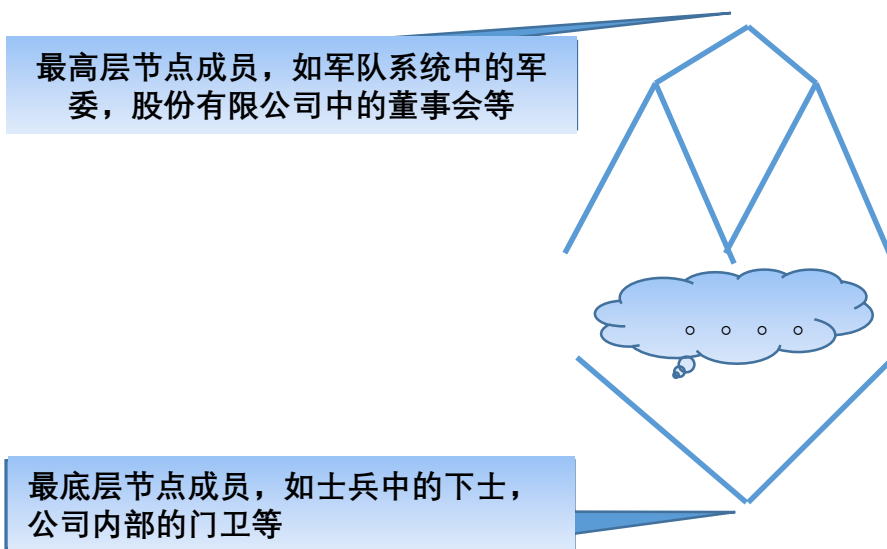 最高层节点成员，如军队系统中的军
委，股份有限公司中的董事会等
。。。。
最底层节点成员，如士兵中的下士，
公司内部的门卫等